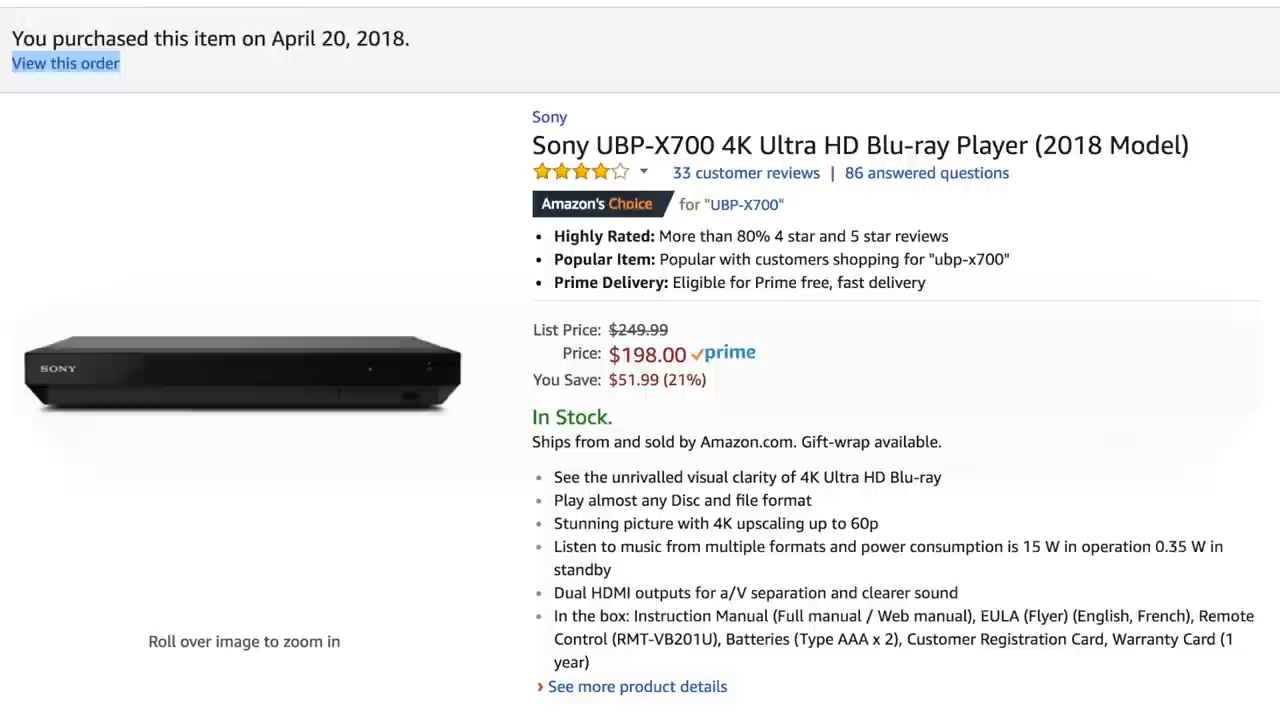 You purchased this item on April 20, 2018.
View this order
Sony
Sony UBP-X700 4K Ultra HD Blu-ray Player (2018 Model)
33 customer reviews | 86 answered questions
Amazon's Choice for "UBP-X700"
• Highly Rated: More than 80% 4 star and 5 star reviews
• Popular Item: Popular with customers shopping for "ubp-x700"
• Prime Delivery: Eligible for Prime free, fast delivery
List Price: $249.99
Price: $198.00 prime
You Save: $51.99 (21%)
In Stock.
Ships from and sold by Amazon.com. Gift-wrap available.
• See the unrivalled visual clarity of 4K Ultra HD Blu-ray
• Play almost any Disc and file format
• Stunning picture with 4K upscaling up to 60p
• Listen to music from multiple formats and power consumption is 15 W in operation 0.35 W in
standby
• Dual HDMI outputs for a/V separation and clearer sound
• In the box: Instruction Manual (Full manual / Web manual), EULA (Flyer) (English, French), Remote
Control (RMT-VB201U), Batteries (Type AAA x 2), Customer Registration Card, Warranty Card (1
year)
› See more product details
SONY
Roll over image to zoom in